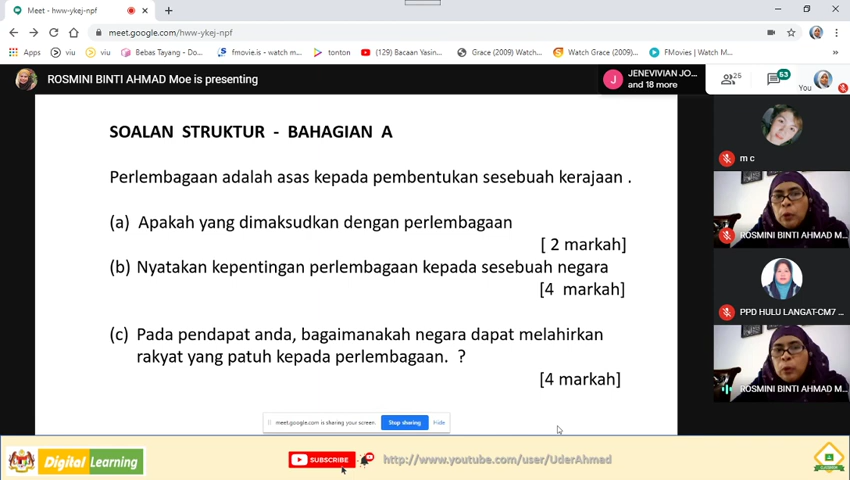 Meet - hww-ykej-npf
meet.google.com/hww-ykej-npf
Apps
viu
viu
Bebas Tayang - Do...
fmovie.is - watch m...
tonton
(129) Bacaan Yasin...
Grace (2009) Watch...
Watch Grace (2009)...
FMovies | Watch M...
ROSMINI BINTI AHMAD Moe is presenting
J
JENEVIVIAN JO...
and 18 more
25
53
You
SOALAN STRUKTUR - BAHAGIAN A
Perlembagaan adalah asas kepada pembentukan sesebuah kerajaan .
(a) Apakah yang dimaksudkan dengan perlembagaan
[ 2 markah]
(b) Nyatakan kepentingan perlembagaan kepada sesebuah negara
[4 markah]
(c) Pada pendapat anda, bagaimanakah negara dapat melahirkan
rakyat yang patuh kepada perlembagaan. ?
[4 markah]
m c
ROSMINI BINTI AHMAD M...
PPD HULU LANGAT-CM7 ...
ROSMINI BINTI AHMAD M...
meet.google.com is sharing your screen.
Stop sharing
Hide
Digital Learning
SUBSCRIBE
http://www.youtube.com/user/UderAhmad